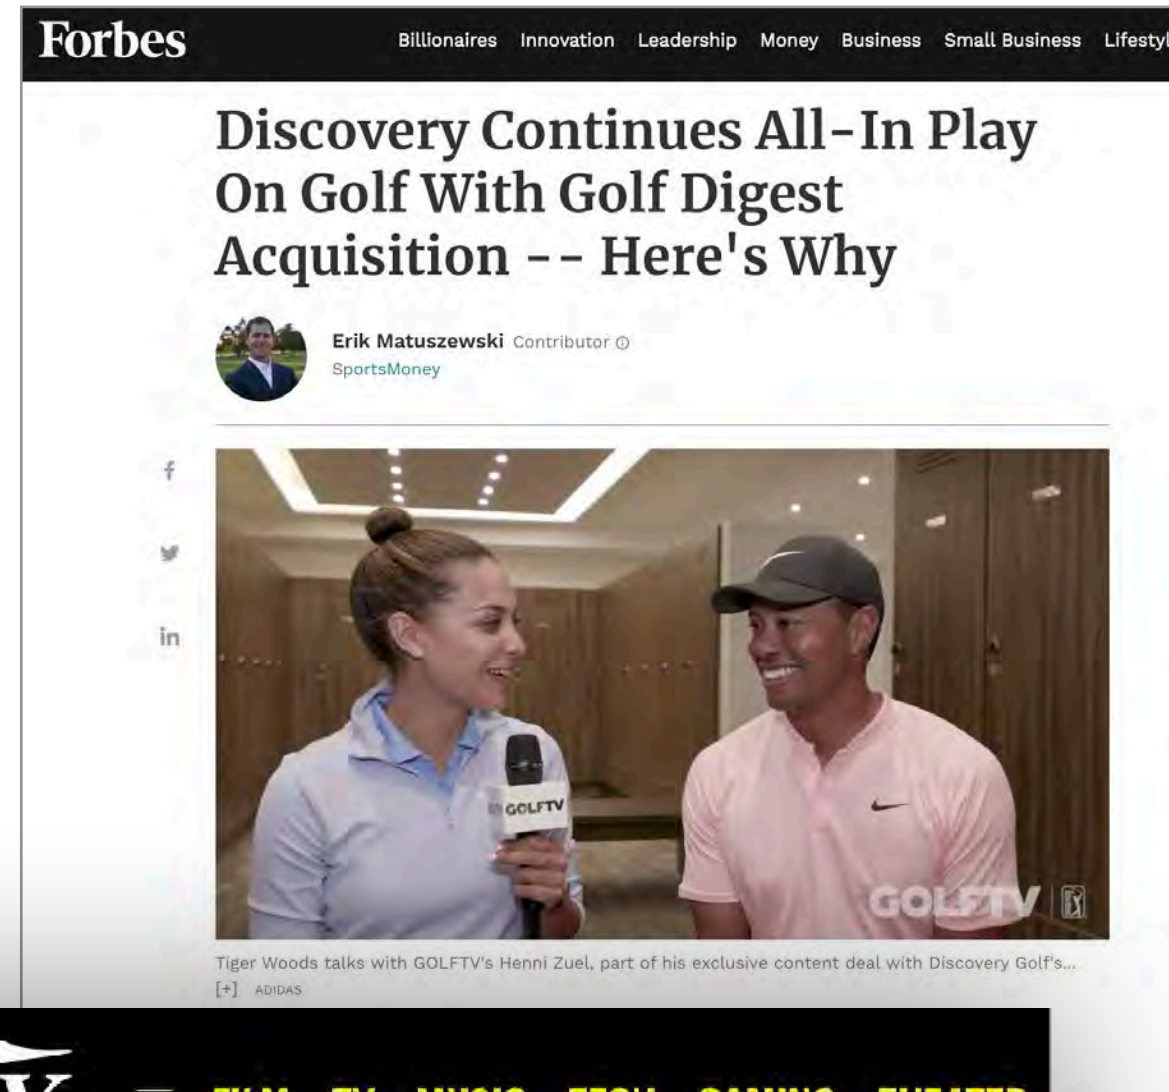 Forbes
Billionaires Innovation Leadership Money Business Small Business
Discovery Continues All-In Play
On Golf With Golf Digest
Acquisition -- Here's Why
Erik Matuszewski Contributor
SportsMoney
f
in
GOLFTV
GOLFTV
Tiger Woods talks with GOLFTV's Henni Zuel, part of his exclusive content deal with Discovery Golf's...
[+] ADIDAS